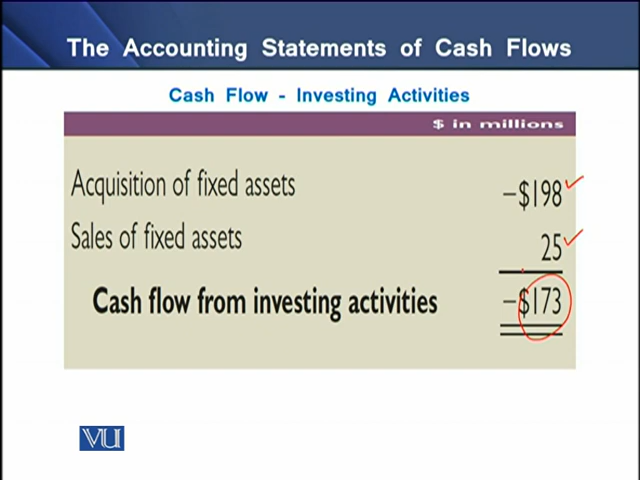 The Accounting Statements of Cash Flows
Cash Flow - Investing Activities
$ in millions
Acquisition of fixed assets −$198
Sales of fixed assets 25
Cash flow from investing activities −$173
VU